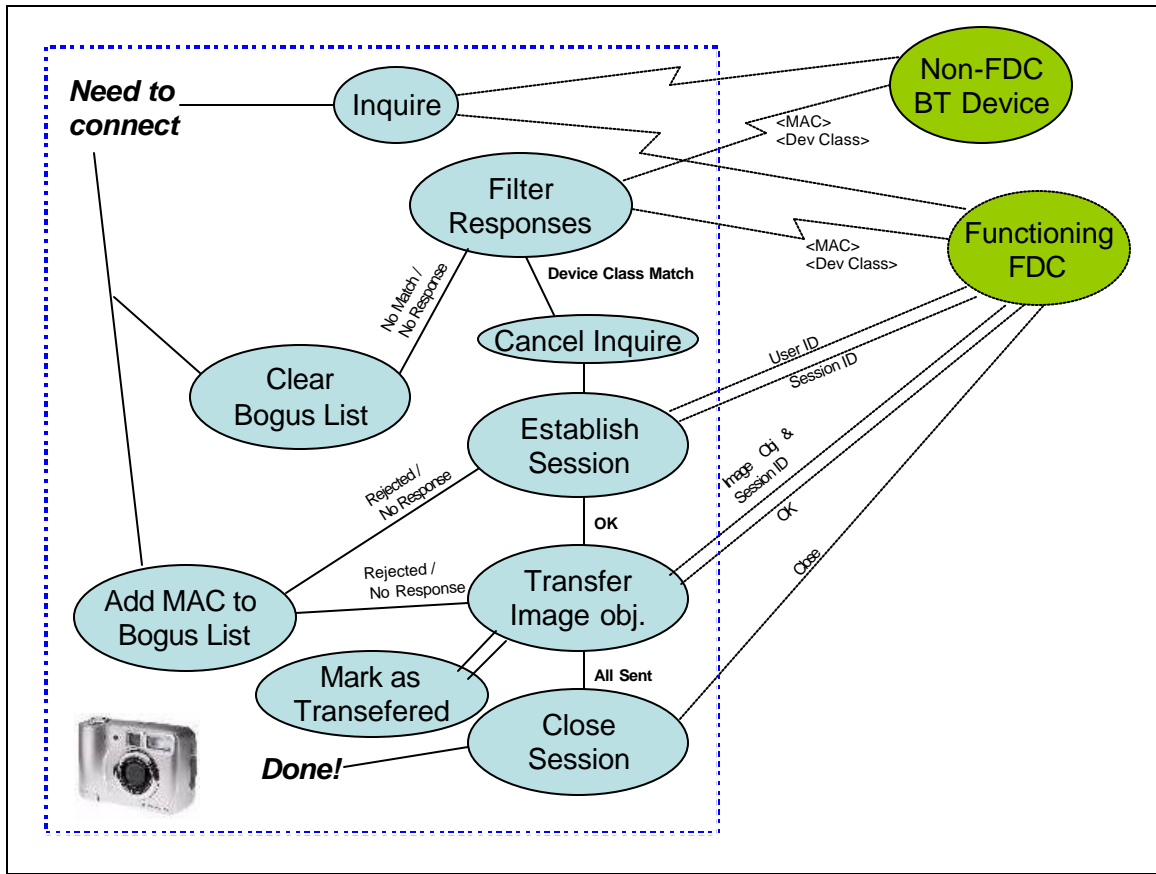 Need to
connect
Inquire
Non-FDC
BT Device
<MAC>
<Dev Class>
Filter
Responses
Functioning
FDC
<MAC>
<Dev Class>
No Match /
No Response
Device Class Match
Cancel Inquire
Clear
Bogus List
User ID
Session ID
Establish
Session
Rejected /
No Response
Image Obj &
Session ID
OK
OK
Close
Rejected /
No Response
Transfer
Image obj.
Add MAC to
Bogus List
Mark as
Transefered
All Sent
Close
Session
Done!